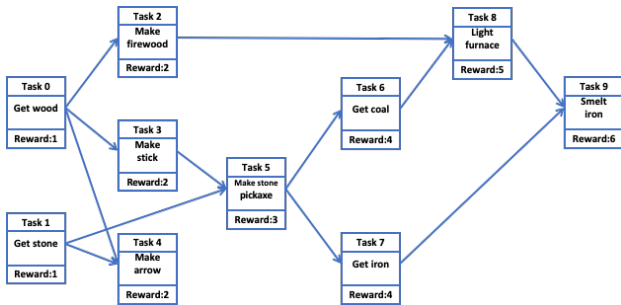 Task 0
Get wood
Reward:1
Task 1
Get stone
Reward:1
Task 2
Make
firewood
Reward:2
Task 3
Make
stick
Reward:2
Task 4
Make
arrow
Reward:2
Task 5
Make stone
pickaxe
Reward:3
Task 6
Get coal
Reward:4
Task 7
Get iron
Reward:4
Task 8
Light
furnace
Reward:5
Task 9
Smelt
iron
Reward:6